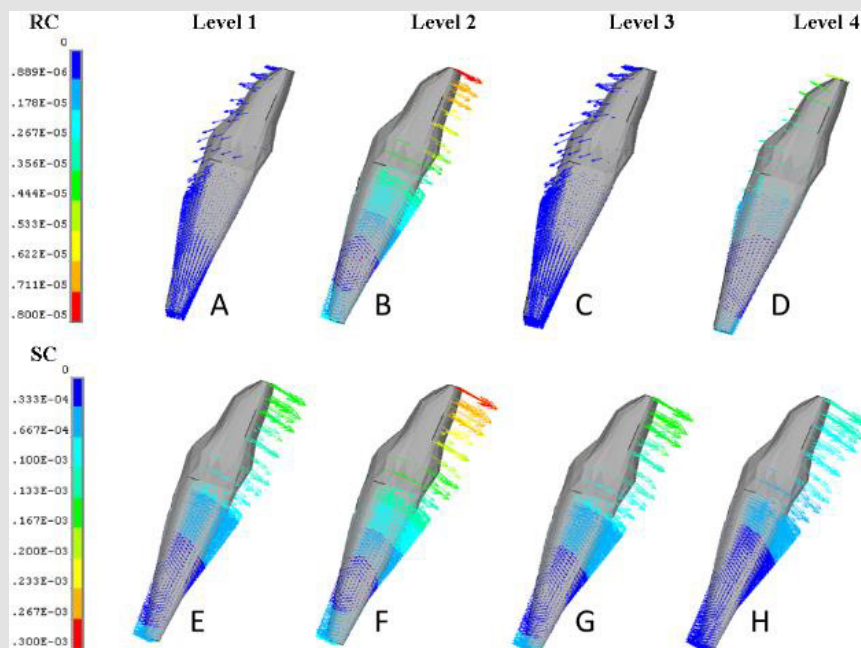 RC Level 1 Level 2 Level 3 Level 4
0
.889E-06
.178E-05
.267E-05
.356E-05
.444E-05
.533E-05
.622E-05
.711E-05
.800E-05
A B C D
SC
0
.333E-04
.667E-04
.100E-03
.133E-03
.167E-03
.200E-03
.233E-03
.267E-03
.300E-03
E F G H